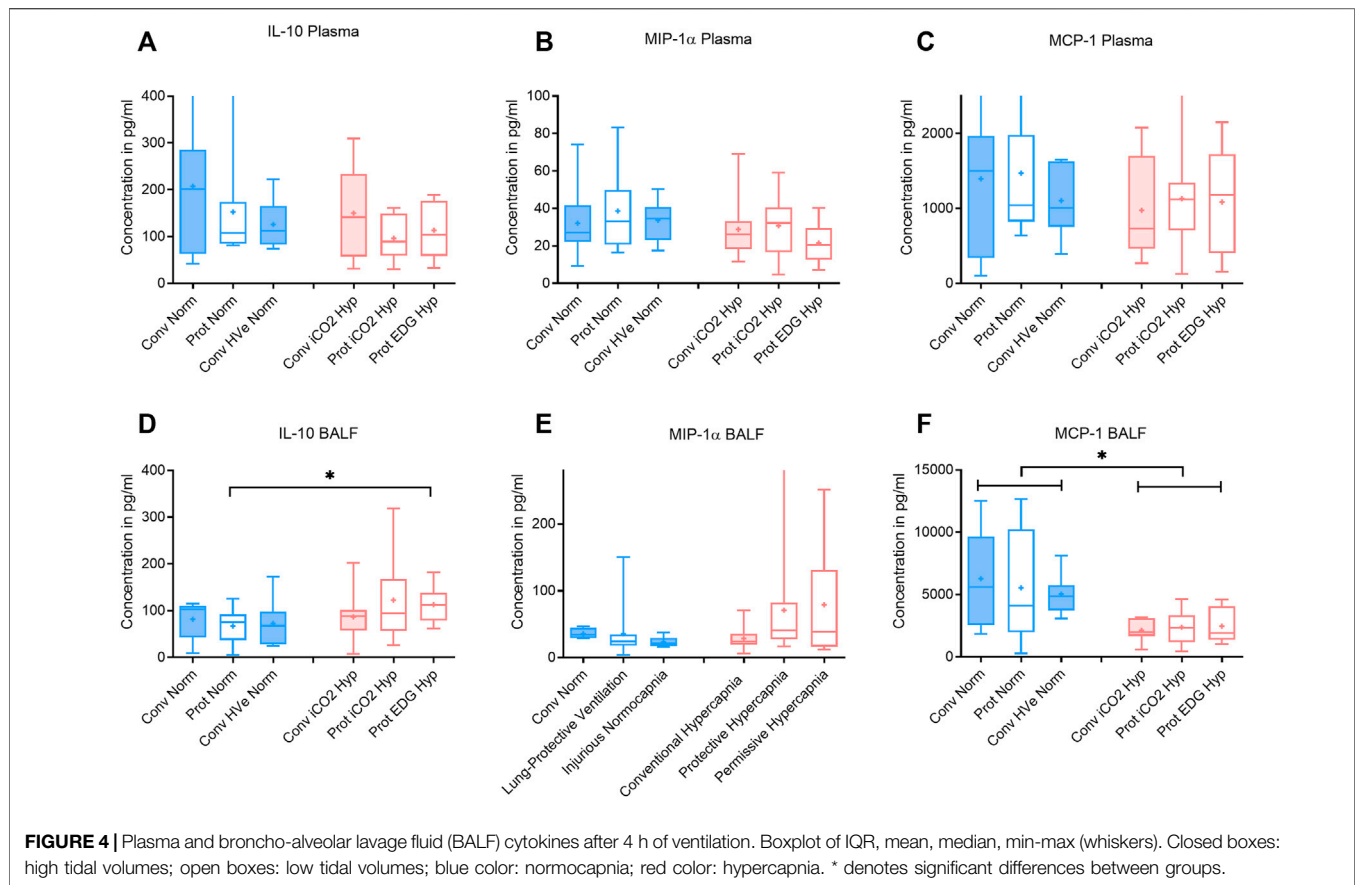 A
IL-10 Plasma
Concentration in pg/ml
400
300
200
100
0
Conv Norm
Prot Norm
Conv HVe Norm
Conv iCO2 Hyp
Prot iCO2 Hyp
Prot EDG Hyp
B
MIP-1α Plasma
Concentration in pg/ml
100
80
60
40
20
0
Conv Norm
Prot Norm
Conv HVe Norm
Conv iCO2 Hyp
Prot iCO2 Hyp
Prot EDG Hyp
C
MCP-1 Plasma
Concentration in pg/ml
2000
1000
0
Conv Norm
Prot Norm
Conv HVe Norm
Conv iCO2 Hyp
Prot iCO2 Hyp
Prot EDG Hyp
D
IL-10 BALF
Concentration in pg/ml
400
300
200
100
0
*
Conv Norm
Prot Norm
Conv HVe Norm
Conv iCO2 Hyp
Prot iCO2 Hyp
Prot EDG Hyp
E
MIP-1α BALF
Concentration in pg/ml
200
100
0
Conv Norm
Lung-Protective Ventilation
Injurious Normocapnia
Conventional Hypercapnia
Protective Hypercapnia
Permissive Hypercapnia
F
MCP-1 BALF
Concentration in pg/ml
15000
10000
5000
0
*
Conv Norm
Prot Norm
Conv HVe Norm
Conv iCO2 Hyp
Prot iCO2 Hyp
Prot EDG Hyp
FIGURE 4 | Plasma and broncho-alveolar lavage fluid (BALF) cytokines after 4 h of ventilation. Boxplot of IQR, mean, median, min-max (whiskers). Closed boxes:
high tidal volumes; open boxes: low tidal volumes; blue color: normocapnia; red color: hypercapnia. * denotes significant differences between groups.